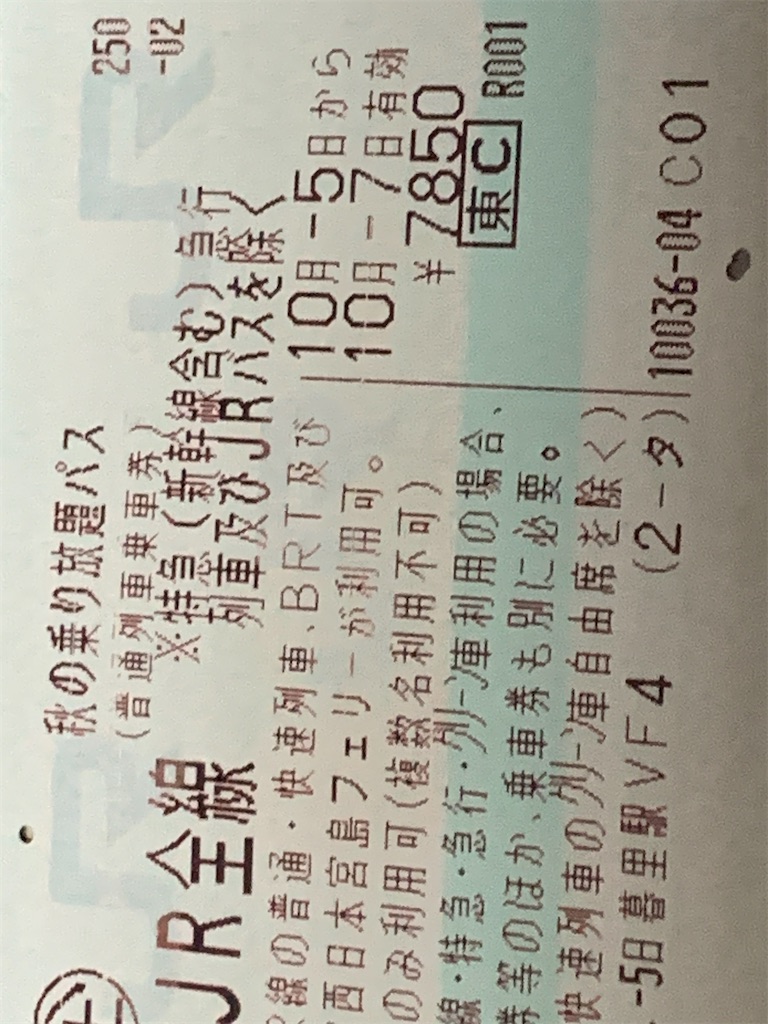 秋の乗り放題パス
250
(普通列車乗車券)
-02
※特急(新幹線含む)急行
JR全線
列車及びJRバスを除く
線の普通・快速列車、BRT及び
10月-5日から
西日本宮島フェリーが利用可。
10月-7日有効
のみ利用可(複数名利用不可)
¥7850
線・特急・急行・グリーン車利用の場合、
東C
R001
券等のほか、乗車券も別に必要。
快速列車のグリーン車自由席を除く)
-5日暮里駅VF4
(2-タ)
10036-04
C01